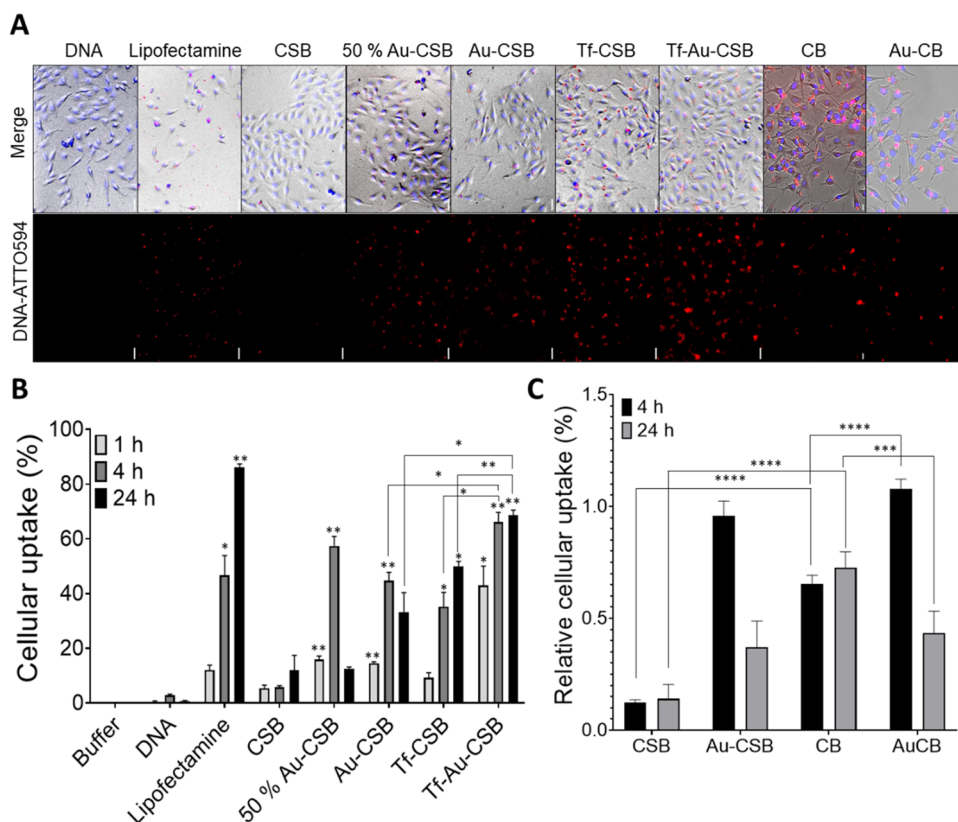 A
DNA Lipofectamine CSB 50 % Au-CSB Au-CSB Tf-CSB Tf-Au-CSB CB Au-CB
Merge
DNA-ATTO594
B
Cellular uptake (%)
100
80
60
40
20
0
1 h
4 h
24 h
* ** * ** ** ** ** ** * * * ** * ** **
* * ** *
Buffer DNA Lipofectamine CSB 50 % Au-CSB Au-CSB Tf-CSB Tf-Au-CSB
C
Relative cellular uptake (%)
1.5
1.0
0.5
0.0
4 h
24 h
****
***
****
****
CSB Au-CSB CB AuCB